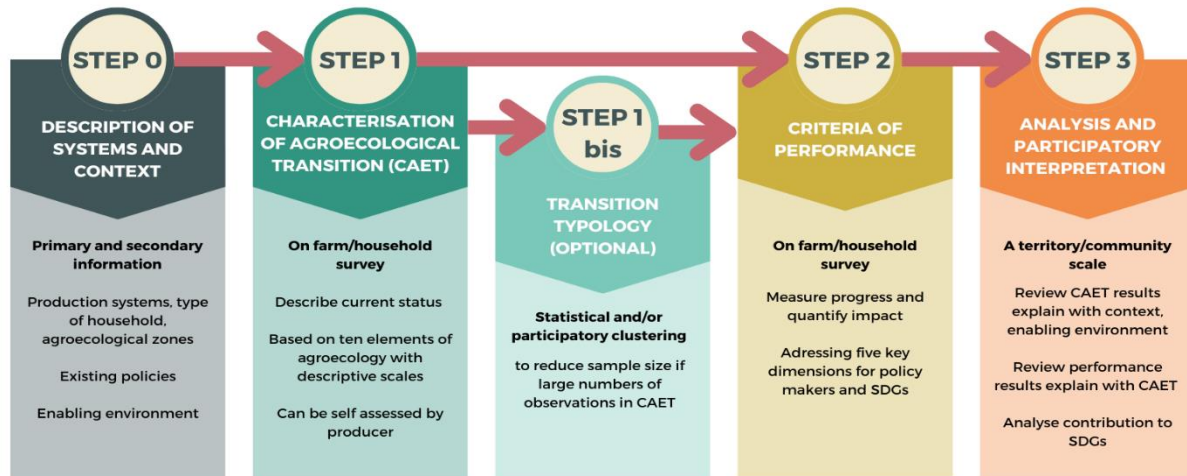 STEP 0
DESCRIPTION OF
SYSTEMS AND
CONTEXT
Primary and secondary
information
Production systems, type
of household,
agroecological zones
Existing policies
Enabling environment
STEP 1
CHARACTERISATION
OF AGROECOLOGICAL
TRANSITION (CAET)
On farm/household
survey
Describe current status
Based on ten elements of
agroecology with
descriptive scales
Can be self assessed by
producer
STEP 1
bis
TRANSITION
TYPOLOGY
(OPTIONAL)
Statistical and/or
participatory clustering
to reduce sample size if
large numbers of
observations in CAET
STEP 2
CRITERIA OF
PERFORMANCE
On farm/household
survey
Measure progress and
quantify impact
Adressing five key
dimensions for policy
makers and SDGs
STEP 3
ANALYSIS AND
PARTICIPATORY
INTERPRETATION
A territory/community
scale
Review CAET results
explain with context,
enabling environment
Review performance
results explain with CAET
Analyse contribution to
SDGs